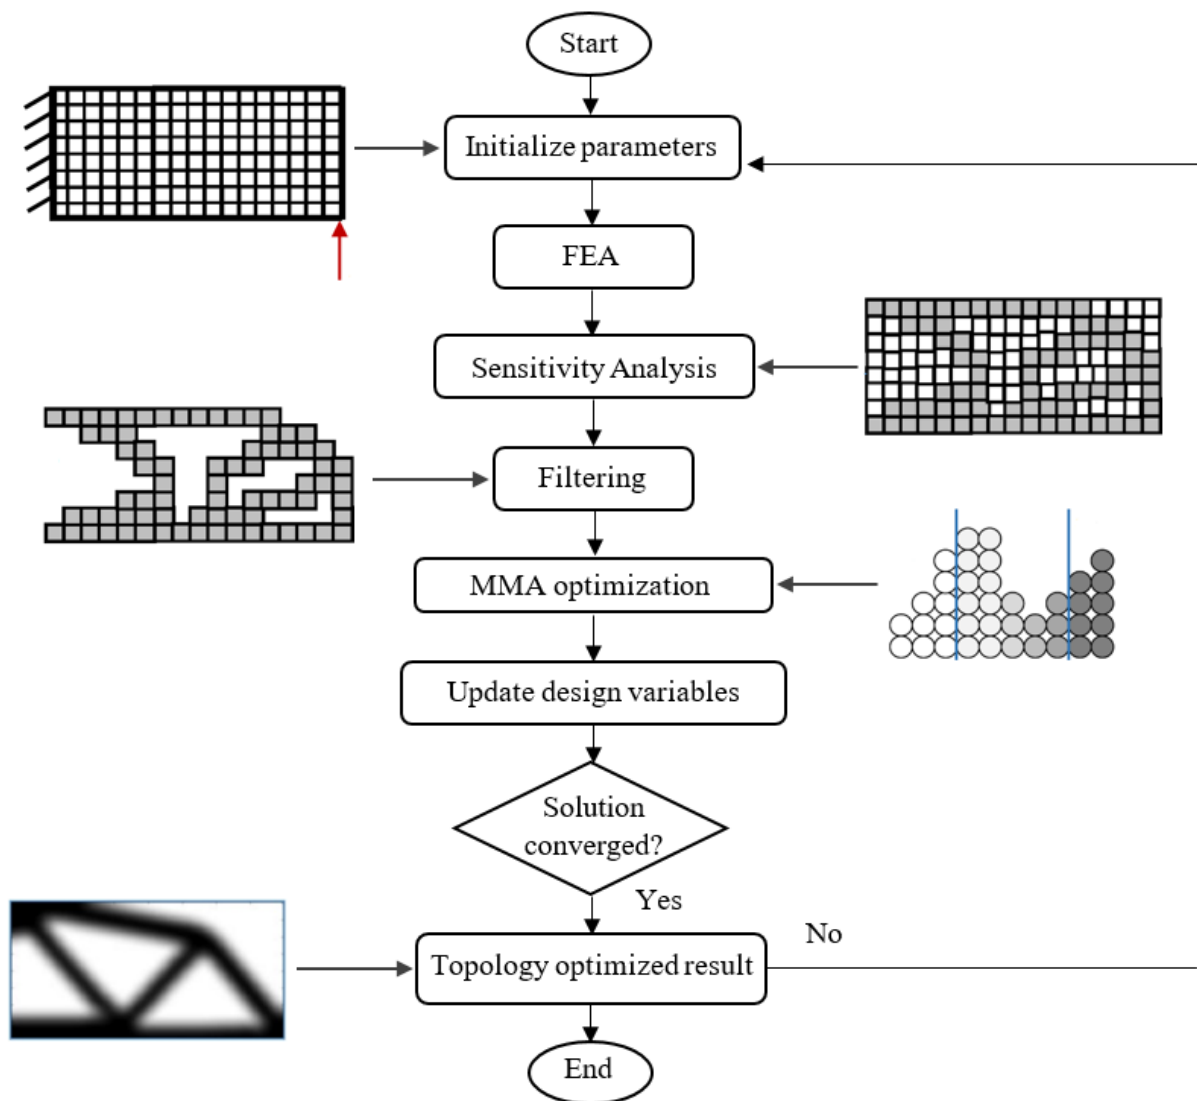 Start
Initialize parameters
FEA
Sensitivity Analysis
Filtering
MMA optimization
Update design variables
Solution
converged?
Yes
No
Topology optimized result
End